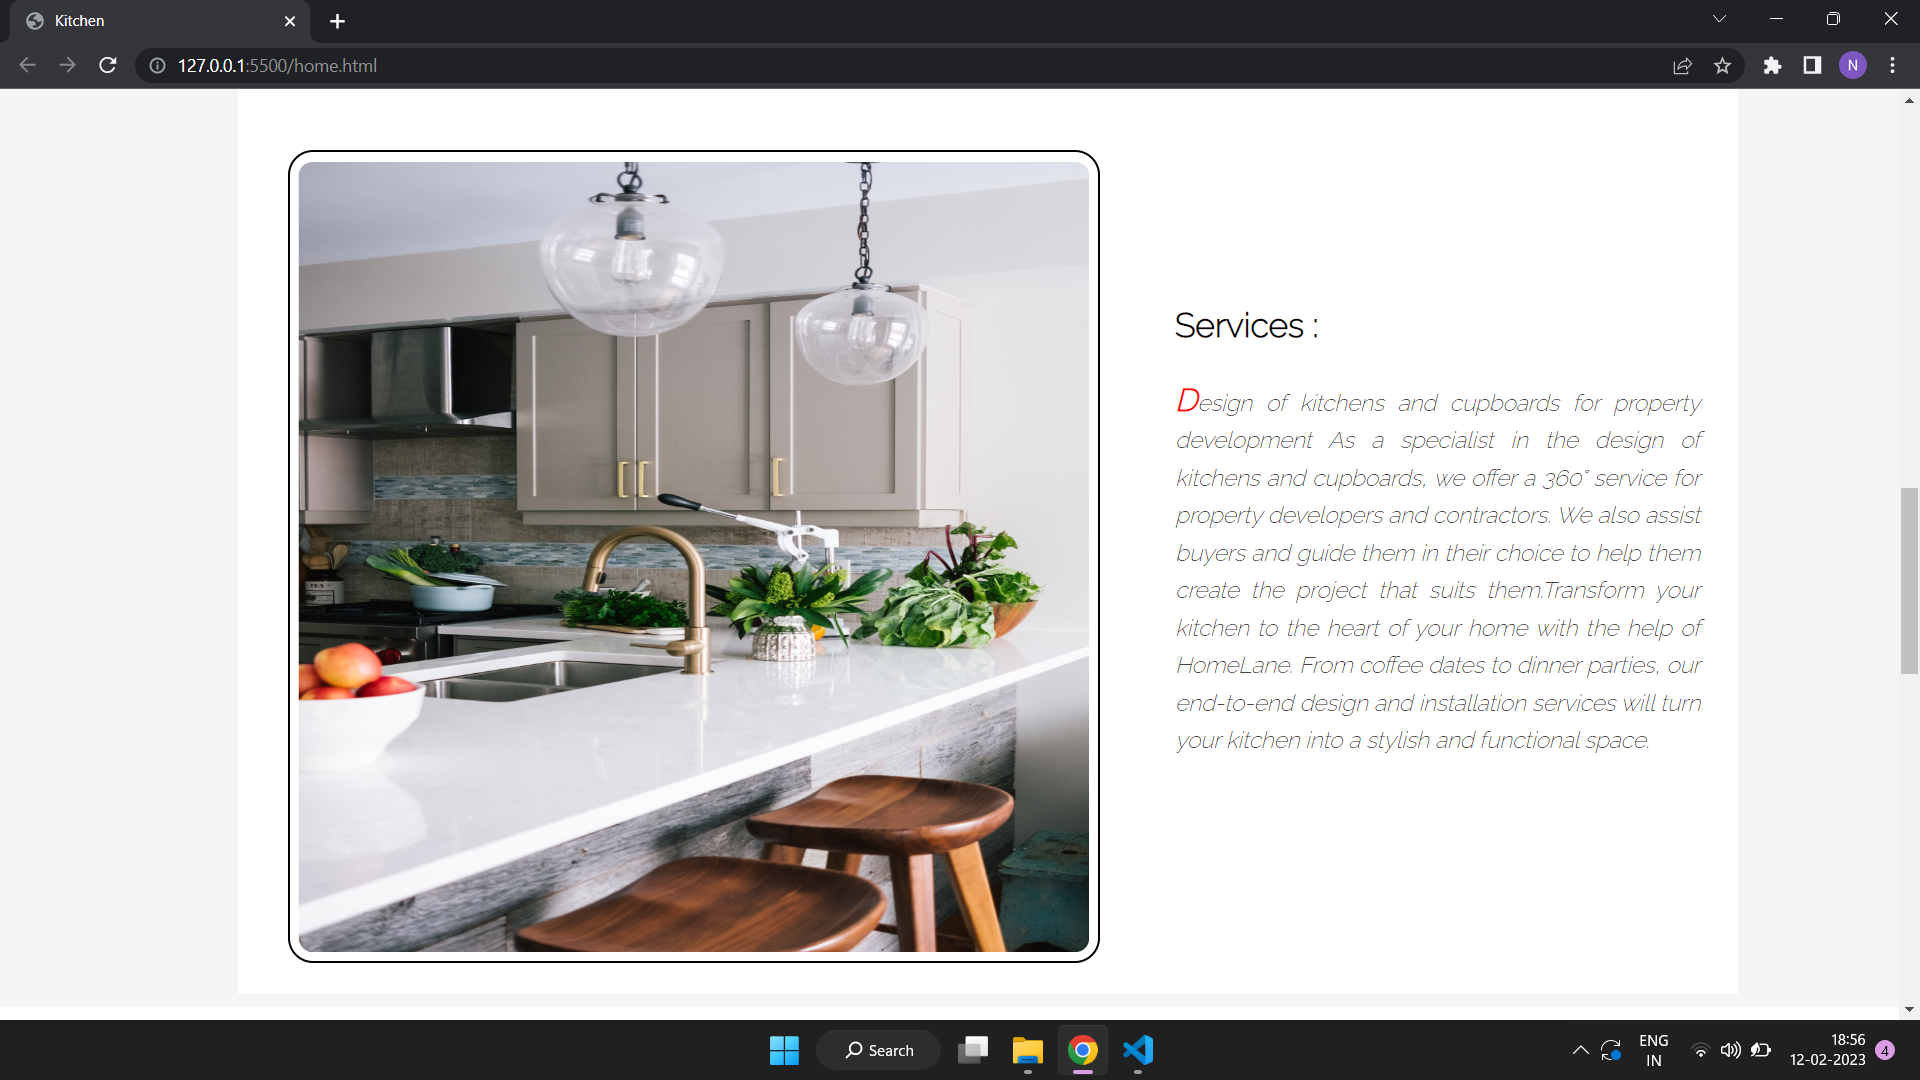 Kitchen
127.0.0.1:5500/home.html
N
Services :
Design of kitchens and cupboards for property
development As a specialist in the design of
kitchens and cupboards, we offer a 360° service for
property developers and contractors. We also assist
buyers and guide them in their choice to help them
create the project that suits them.Transform your
kitchen to the heart of your home with the help of
HomeLane. From coffee dates to dinner parties, our
end-to-end design and installation services will turn
your kitchen into a stylish and functional space.
TEA
Search
ENG
IN
18:56
12-02-2023
4